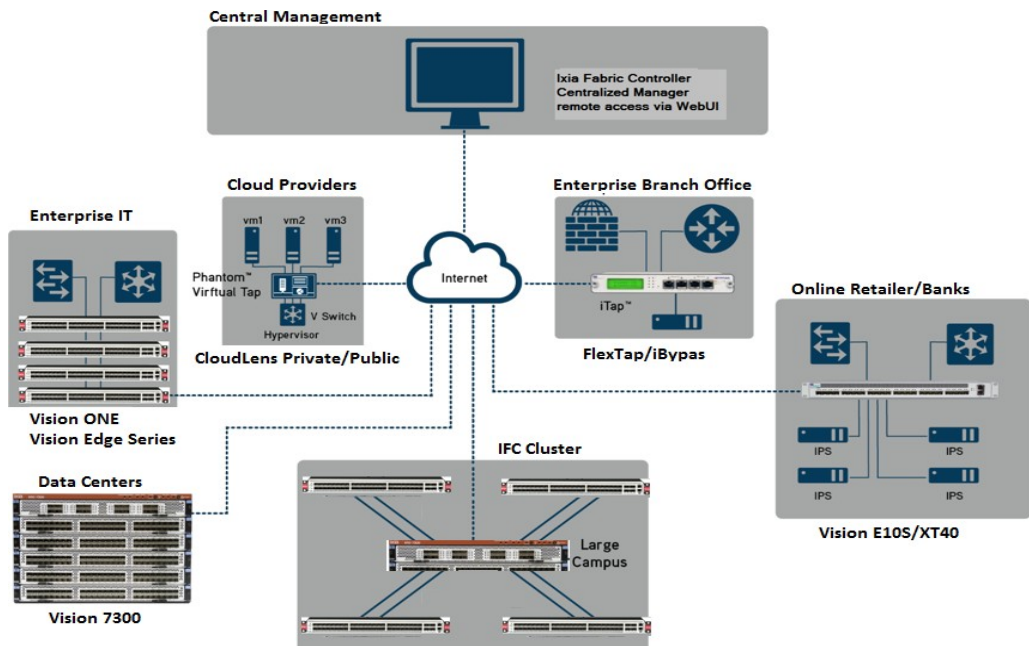 Central Management
Ixia Fabric Controller
Centralized Manager
remote access via WebUI
Cloud Providers
vm1 vm2 vm3
Phantom™
Virftual Tap
V Switch
Hypervisor
CloudLens Private/Public
Enterprise Branch Office
iTap™
FlexTap/iBypas
Enterprise IT
Vision ONE
Vision Edge Series
Internet
Online Retailer/Banks
IPS IPS
IPS IPS
Vision E10S/XT40
Data Centers
Vision 7300
IFC Cluster
Large
Campus